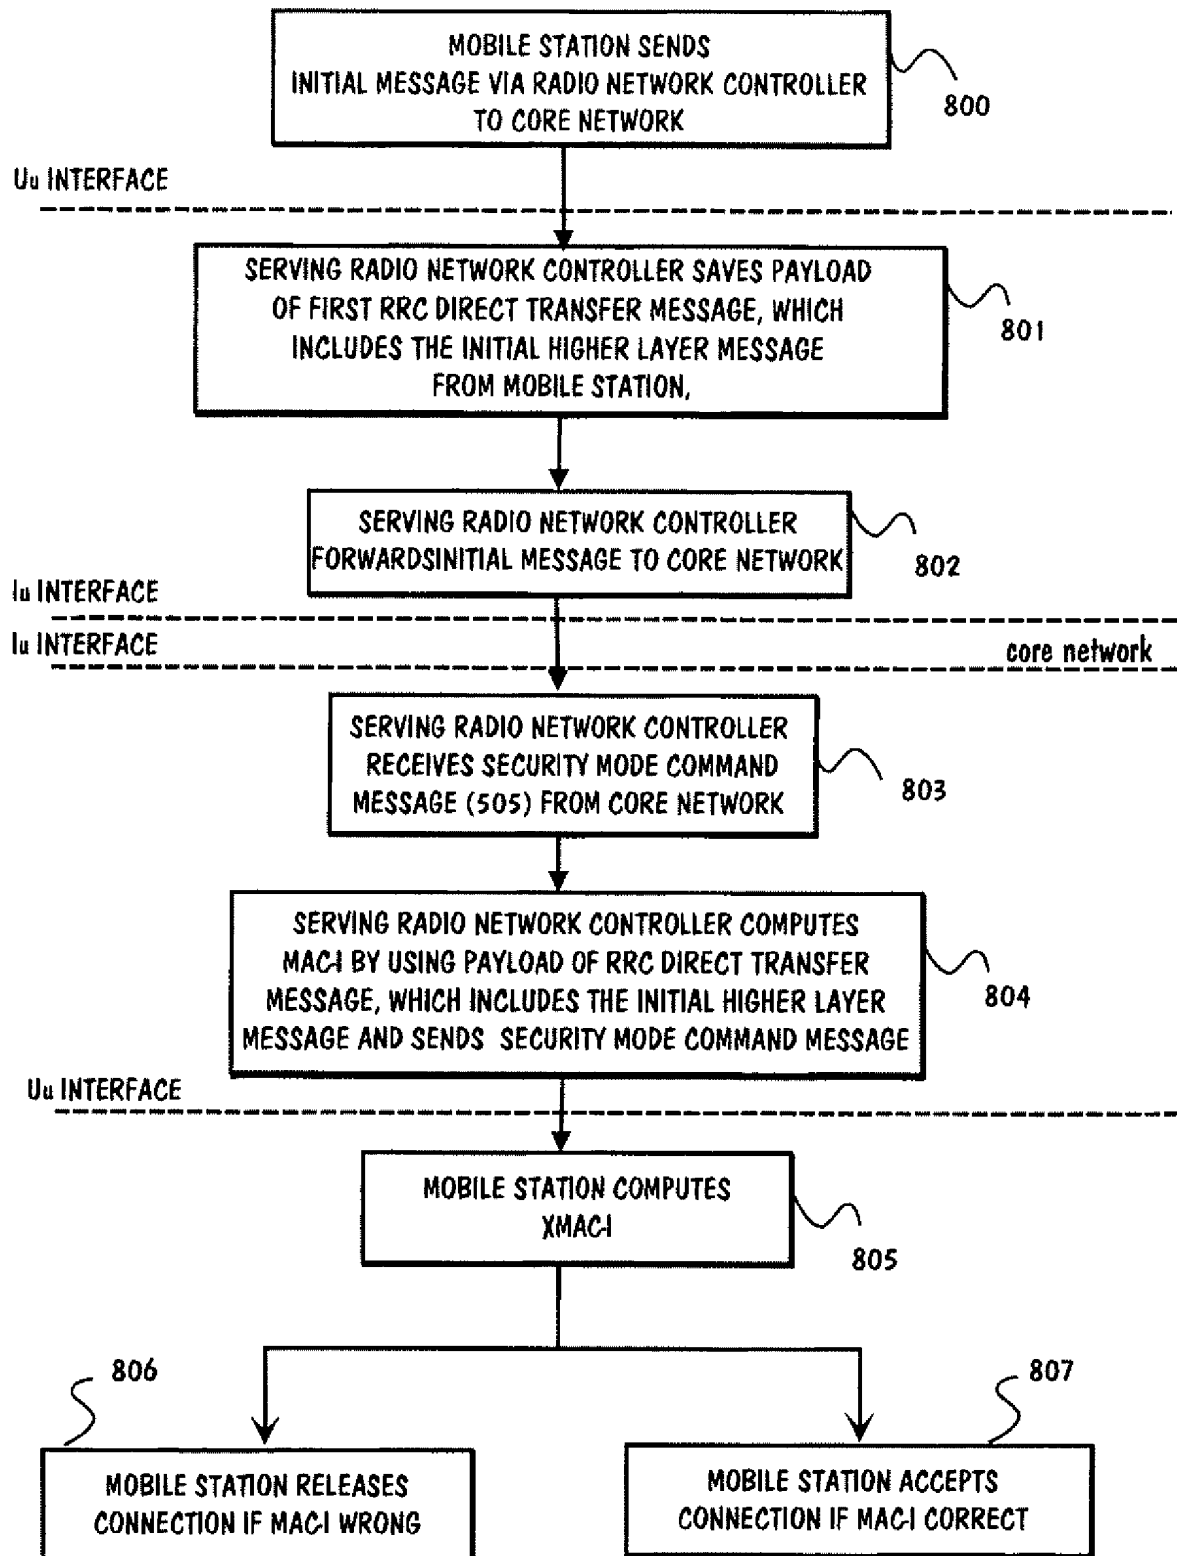 MOBILE STATION SENDS
INITIAL MESSAGE VIA RADIO NETWORK CONTROLLER
TO CORE NETWORK
800
Uu INTERFACE
SERVING RADIO NETWORK CONTROLLER SAVES PAYLOAD
OF FIRST RRC DIRECT TRANSFER MESSAGE, WHICH
INCLUDES THE INITIAL HIGHER LAYER MESSAGE
FROM MOBILE STATION,
801
SERVING RADIO NETWORK CONTROLLER
FORWARDSINITIAL MESSAGE TO CORE NETWORK
802
Iu INTERFACE
Iu INTERFACE
core network
SERVING RADIO NETWORK CONTROLLER
RECEIVES SECURITY MODE COMMAND
MESSAGE (505) FROM CORE NETWORK
803
SERVING RADIO NETWORK CONTROLLER COMPUTES
MAC-I BY USING PAYLOAD OF RRC DIRECT TRANSFER
MESSAGE, WHICH INCLUDES THE INITIAL HIGHER LAYER
MESSAGE AND SENDS SECURITY MODE COMMAND MESSAGE
804
Uu INTERFACE
MOBILE STATION COMPUTES
XMAC-I
805
806
MOBILE STATION RELEASES
CONNECTION IF MAC-I WRONG
807
MOBILE STATION ACCEPTS
CONNECTION IF MAC-I CORRECT